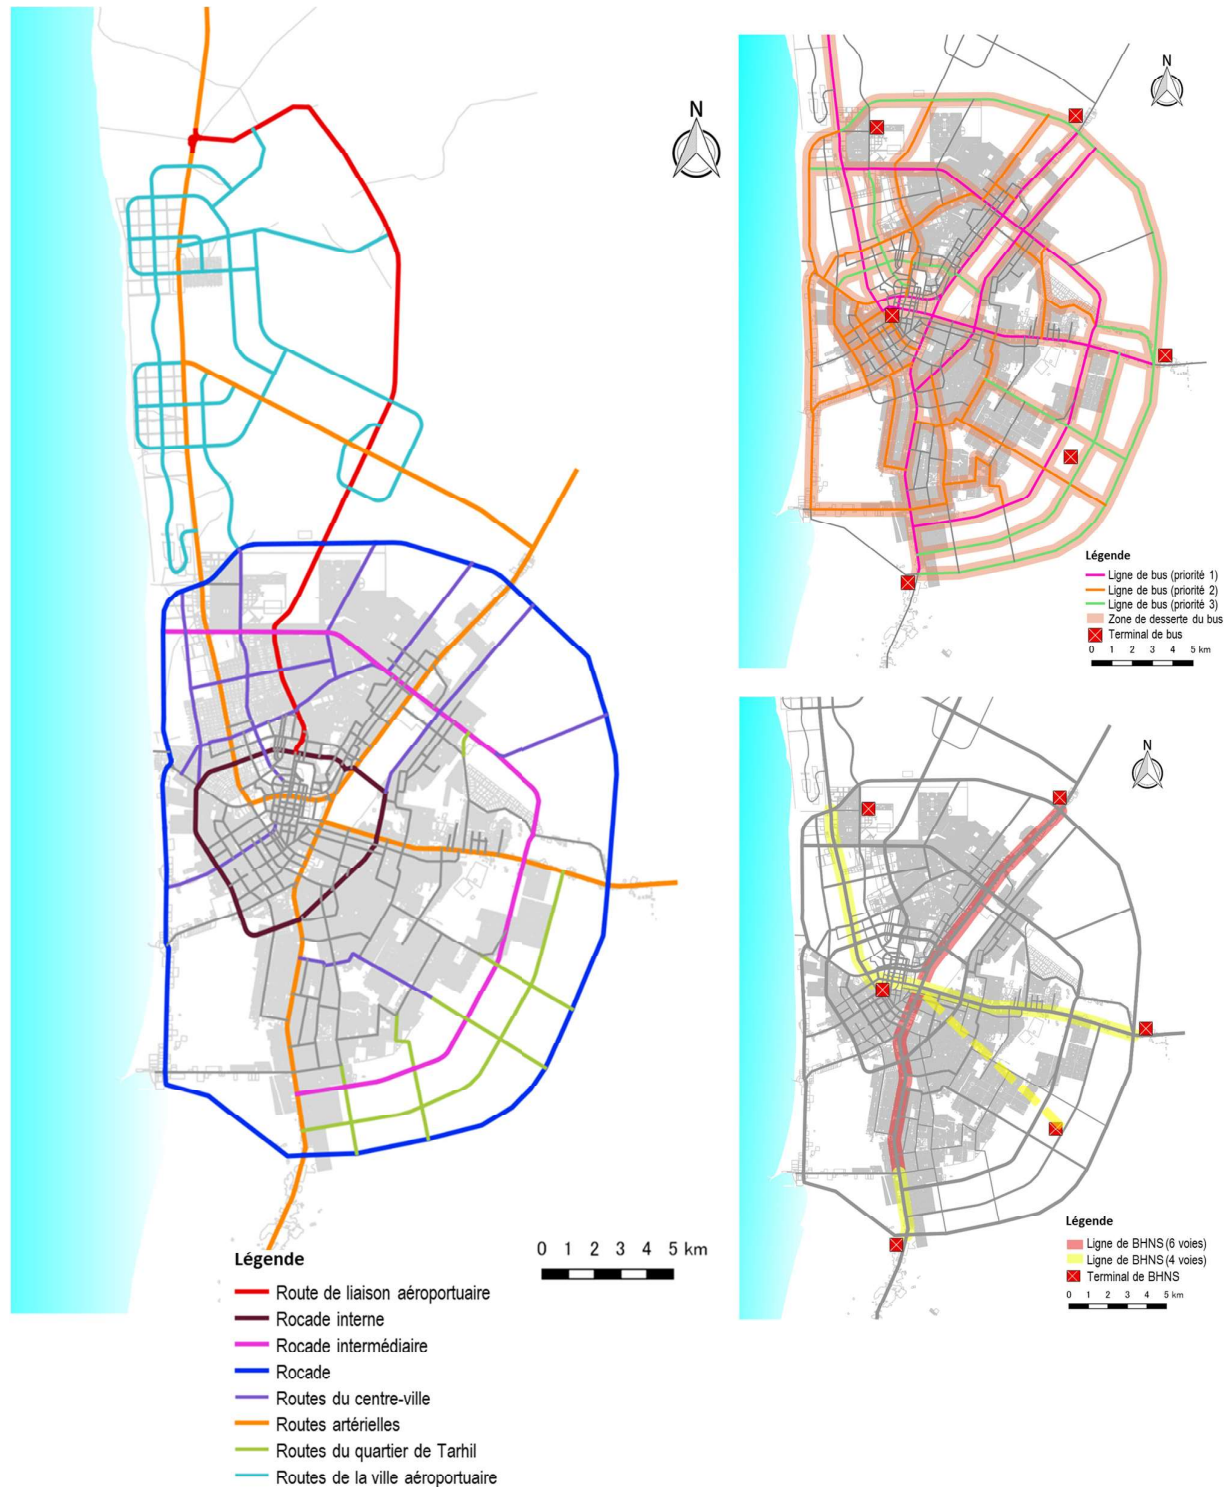 N
Légende
0 1 2 3 4 5 km
Route de liaison aéroportuaire
Rocade interne
Rocade intermédiaire
Rocade
Routes du centre-ville
Routes artérielles
Routes du quartier de Tarhil
Routes de la ville aéroportuaire
N
Légende
Ligne de bus (priorité 1)
Ligne de bus (priorité 2)
Ligne de bus (priorité 3)
Zone de desserte du bus
Terminal de bus
0 1 2 3 4 5 km
N
Légende
Ligne de BHNS (6 voies)
Ligne de BHNS (4 voies)
Terminal de BHNS
0 1 2 3 4 5 km